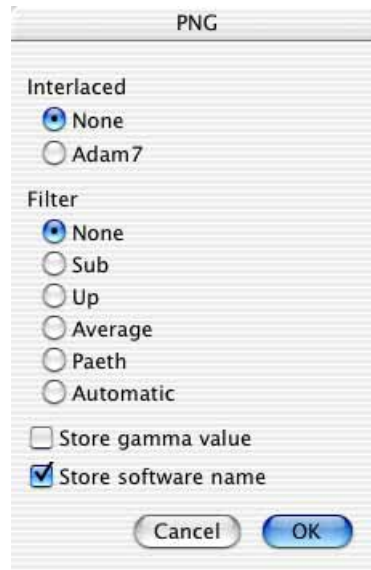 PNG
Interlaced
None
Adam7
Filter
None
Sub
Up
Average
Paeth
Automatic
Store gamma value
Store software name
Cancel OK